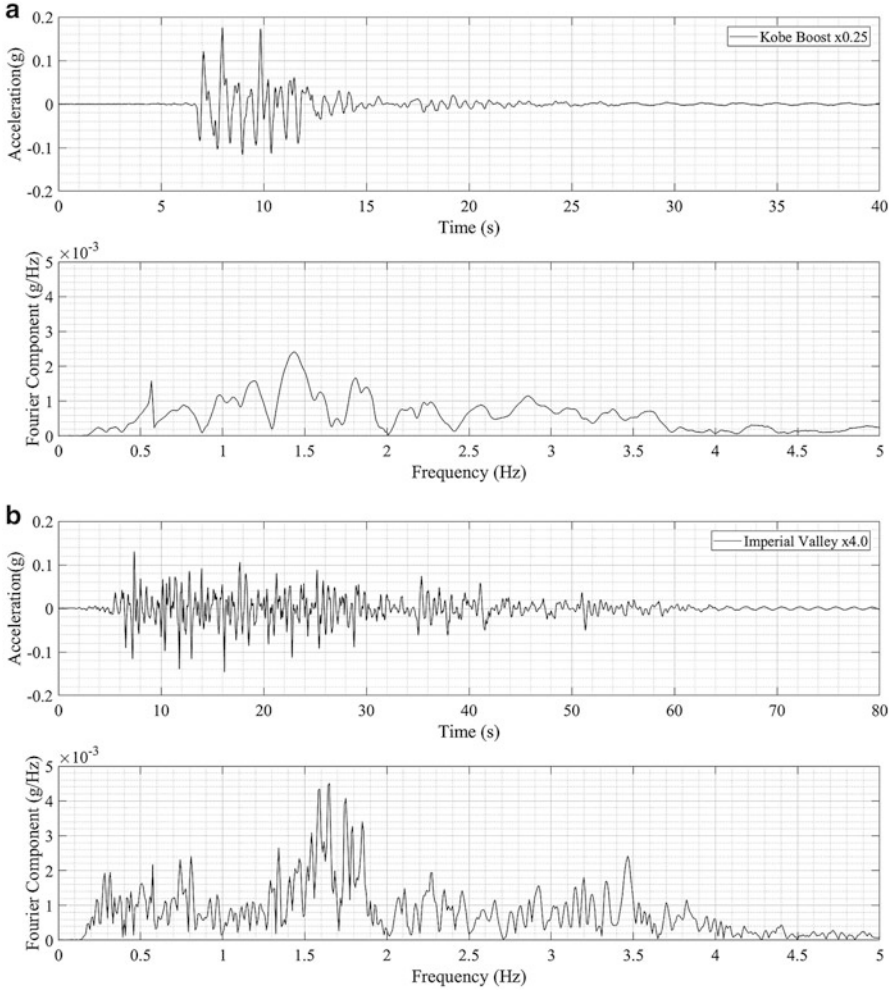 a
0.2
0.1
0
-0.1
-0.2
Acceleration(g)
Kobe Boost x0.25
0 5 10 15 20 25 30 35 40
Time (s)
×10-3
5
4
3
2
1
0
Fourier Component (g/Hz)
0 0.5 1 1.5 2 2.5 3 3.5 4 4.5 5
Frequency (Hz)
b
0.2
0.1
0
-0.1
-0.2
Acceleration(g)
Imperial Valley x4.0
0 10 20 30 40 50 60 70 80
Time (s)
×10-3
5
4
3
2
1
0
Fourier Component (g/Hz)
0 0.5 1 1.5 2 2.5 3 3.5 4 4.5 5
Frequency (Hz)